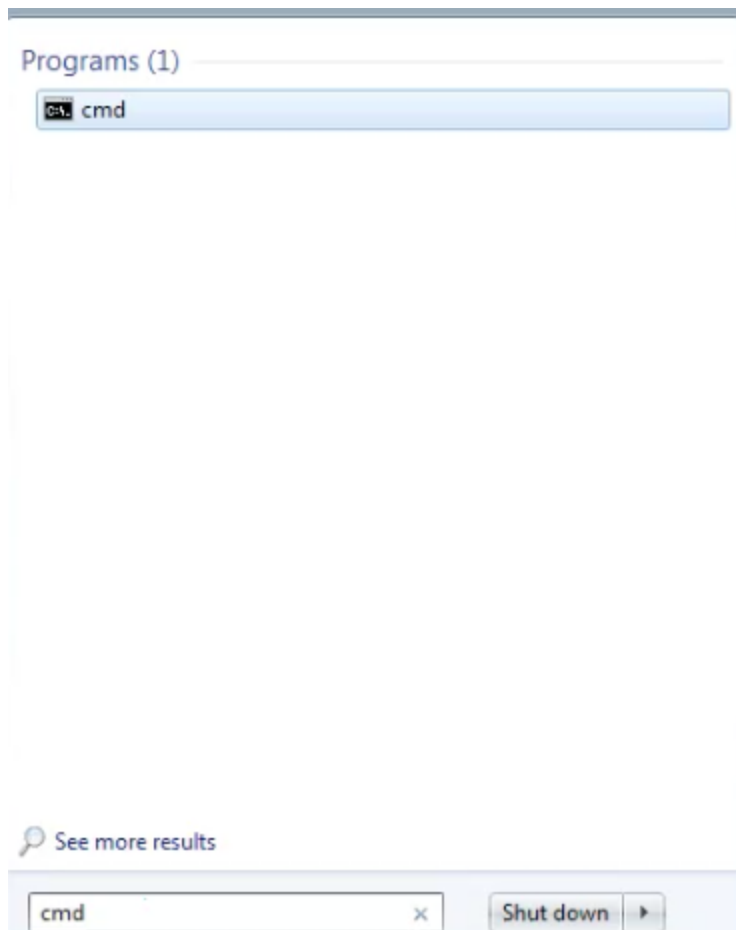 Programs (1)
C:\. cmd
See more results
cmd
Shut down